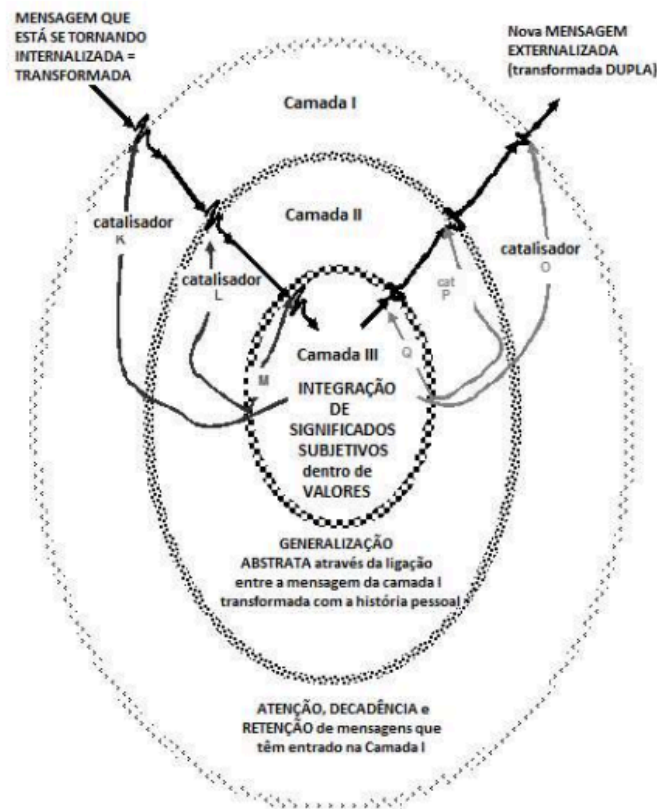 MENSAGEM QUE
ESTÁ SE TORNANDO
INTERNALIZADA =
TRANSFORMADA
Nova MENSAGEM
EXTERNALIZADA
(transformada DUPLA)
Camada I
Camada II
catalisador
K
catalisador
L
cat
P
catalisador
O
Camada III
M
Q
INTEGRAÇÃO
DE
SIGNIFICADOS
SUBJETIVOS
dentro de
VALORES
GENERALIZAÇÃO
ABSTRATA através da ligação
entre a mensagem da camada I
transformada com a história pessoal
ATENÇÃO, DECADÊNCIA e
RETENÇÃO de mensagens que
têm entrado na Camada I